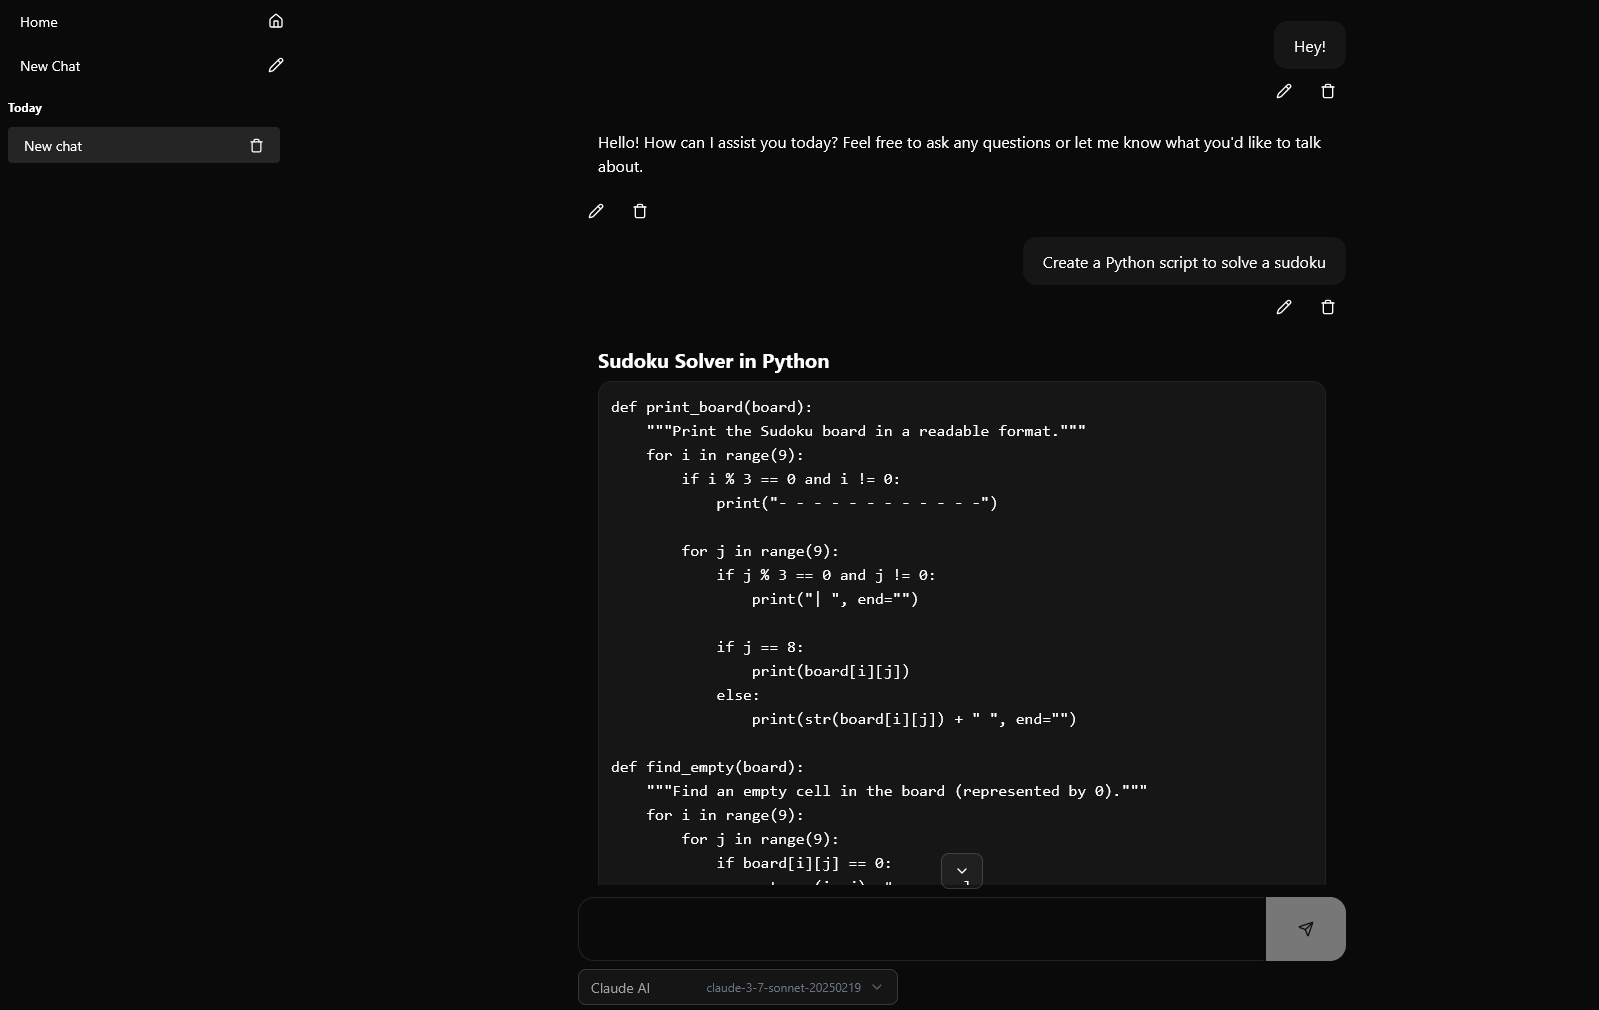 Home
New Chat
Today
New chat
Hey!
Hello! How can I assist you today? Feel free to ask any questions or let me know what you'd like to talk
about.
Create a Python script to solve a sudoku
Sudoku Solver in Python
def print_board(board):
    """Print the Sudoku board in a readable format."""
    for i in range(9):
        if i % 3 == 0 and i != 0:
            print("- - - - - - - - - - - -")
        for j in range(9):
            if j % 3 == 0 and j != 0:
                print("| ", end="")
            if j == 8:
                print(board[i][j])
            else:
                print(str(board[i][j]) + " ", end="")
def find_empty(board):
    """Find an empty cell in the board (represented by 0)."""
    for i in range(9):
        for j in range(9):
            if board[i][j] == 0:
Claude AI claude-3-7-sonnet-20250219